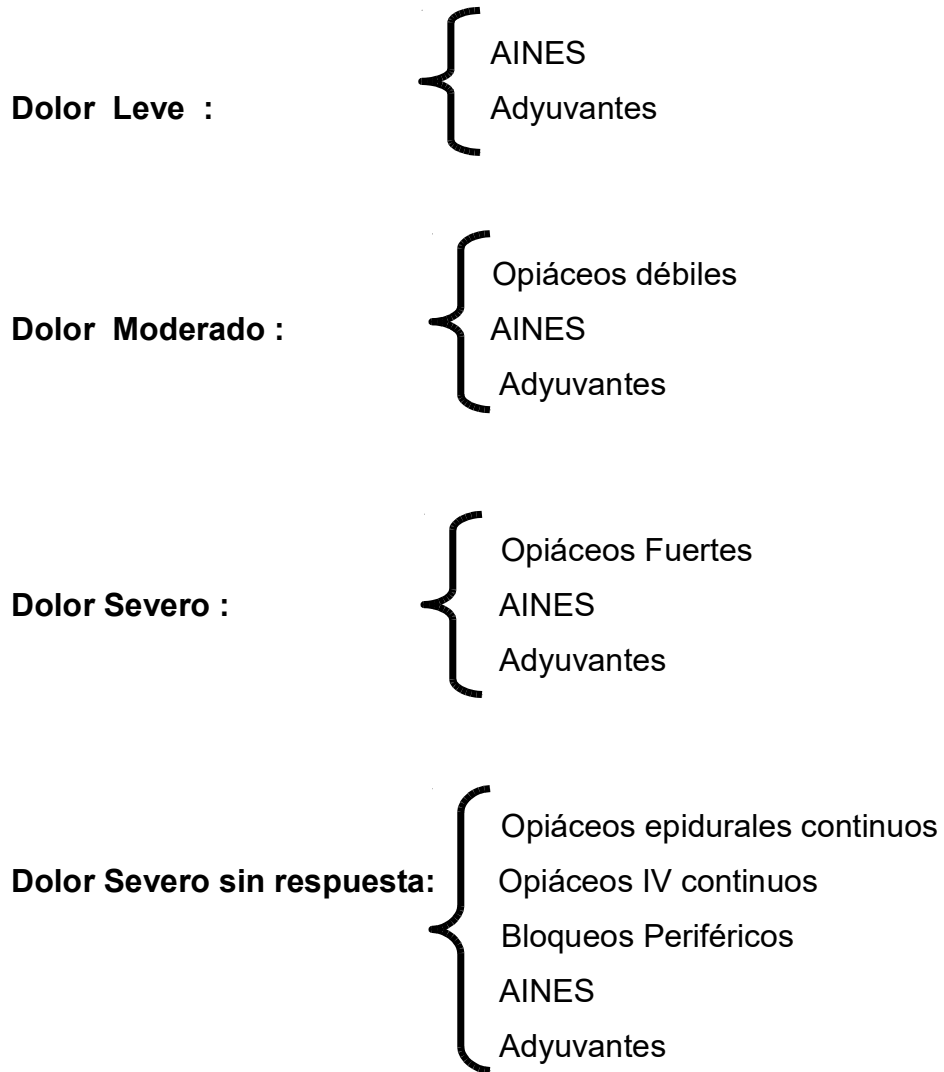 AINES
Dolor Leve : Adyuvantes
Opiáceos débiles
Dolor Moderado : AINES
Adyuvantes
Opiáceos Fuertes
Dolor Severo : AINES
Adyuvantes
Opiáceos epidurales continuos
Dolor Severo sin respuesta: Opiáceos IV continuos
Bloqueos Periféricos
AINES
Adyuvantes